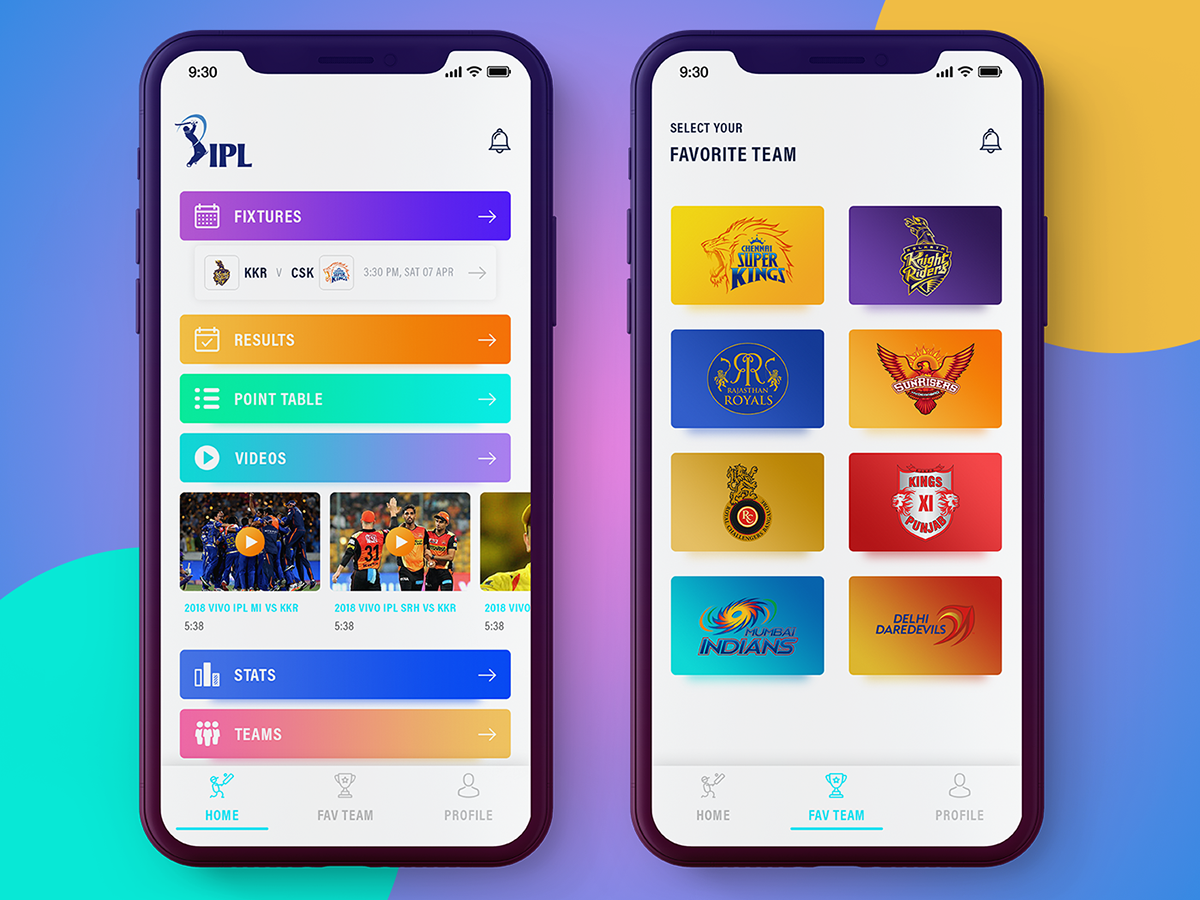 9:30
IPL
FIXTURES
KKR V CSK 3:30 PM, SAT 07 APR
RESULTS
POINT TABLE
VIDEOS
31
2018 VIVO IPL MI VS KKR
5:38
2018 VIVO IPL SRH VS KKR
5:38
2018 VIVO
5:38
STATS
TEAMS
HOME
FAV TEAM
PROFILE
9:30
SELECT YOUR
FAVORITE TEAM
CHENNAI
SUPER
KINGS
KOLKATA
Knight
Riders
RR
RAJASTHAN
ROYALS
SUNRISERS
RC
ROYAL CHALLENGERS BANGALORE
KINGS
XI
PUNJAB
MUMBAI
INDIANS
DELHI
DAREDEVILS
HOME
FAV TEAM
PROFILE